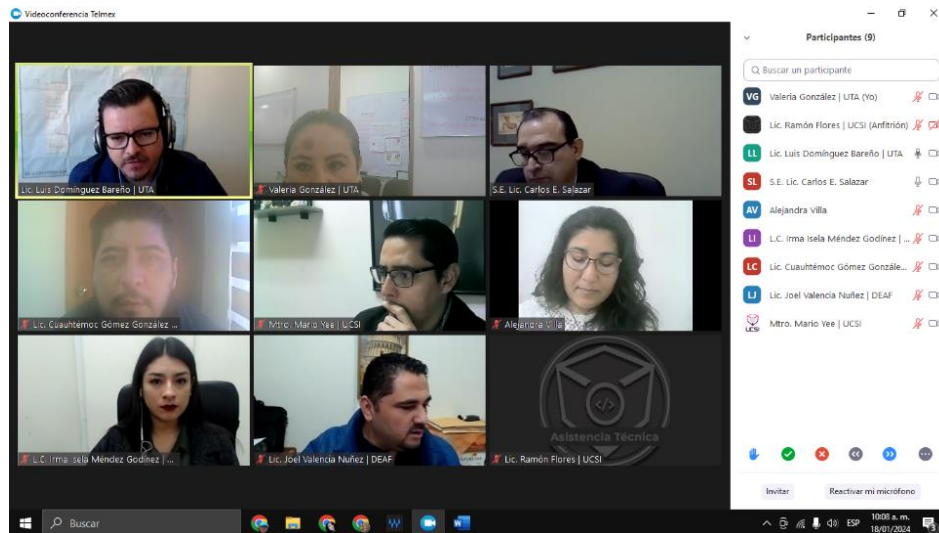 Videoconferencia Telmex
Participantes (9)
Buscar un participante
VG Valeria González | UTA (Yo)
Lic. Ramón Flores | UCSI (Anfitrión)
LL Lic. Luis Domínguez Bareño | UTA
SL S.E. Lic. Carlos E. Salazar
AV Alejandra Villa
LI L.C. Irma Isela Méndez Godínez | ...
LC Lic. Cuauhtémoc Gómez Gonzále...
LJ Lic. Joel Valencia Nuñez | DEAF
UCSI Mtro. Mario Yee | UCSI
Lic. Luis Domínguez Bareño | UTA
Valeria González | UTA
S.E. Lic. Carlos E. Salazar
Lic. Cuauhtémoc Gómez González ...
Mtro. Mario Yee | UCSI
Alejandra Villa
L.C. Irma Isela Méndez Godínez | ...
Lic. Joel Valencia Nuñez | DEAF
Asistencia Técnica
Lic. Ramón Flores | UCSI
Invitar
Reactivar mi micrófono
Buscar
ESP
10:08 a. m.
18/01/2024
3